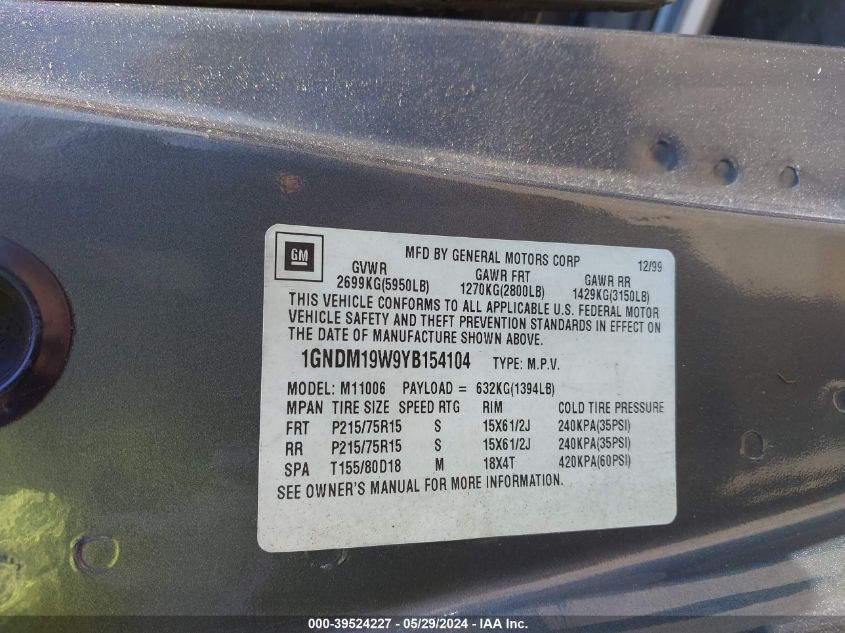 GM
MFD BY GENERAL MOTORS CORP 12/99
GVWR GAWR FRT GAWR RR
2699KG(5950LB) 1270KG(2800LB) 1429KG(3150LB)
THIS VEHICLE CONFORMS TO ALL APPLICABLE U.S. FEDERAL MOTOR
VEHICLE SAFETY AND THEFT PREVENTION STANDARDS IN EFFECT ON
THE DATE OF MANUFACTURE SHOWN ABOVE.
1GNDM19W9YB154104 TYPE: M.P.V.
MODEL: M11006 PAYLOAD = 632KG(1394LB)
MPAN TIRE SIZE SPEED RTG RIM COLD TIRE PRESSURE
FRT P215/75R15 S 15X61/2J 240KPA(35PSI)
RR P215/75R15 S 15X61/2J 240KPA(35PSI)
SPA T155/80D18 M 18X4T 420KPA(60PSI)
SEE OWNER'S MANUAL FOR MORE INFORMATION.
000-39524227 - 05/29/2024 - IAAI - Copart, Inc.